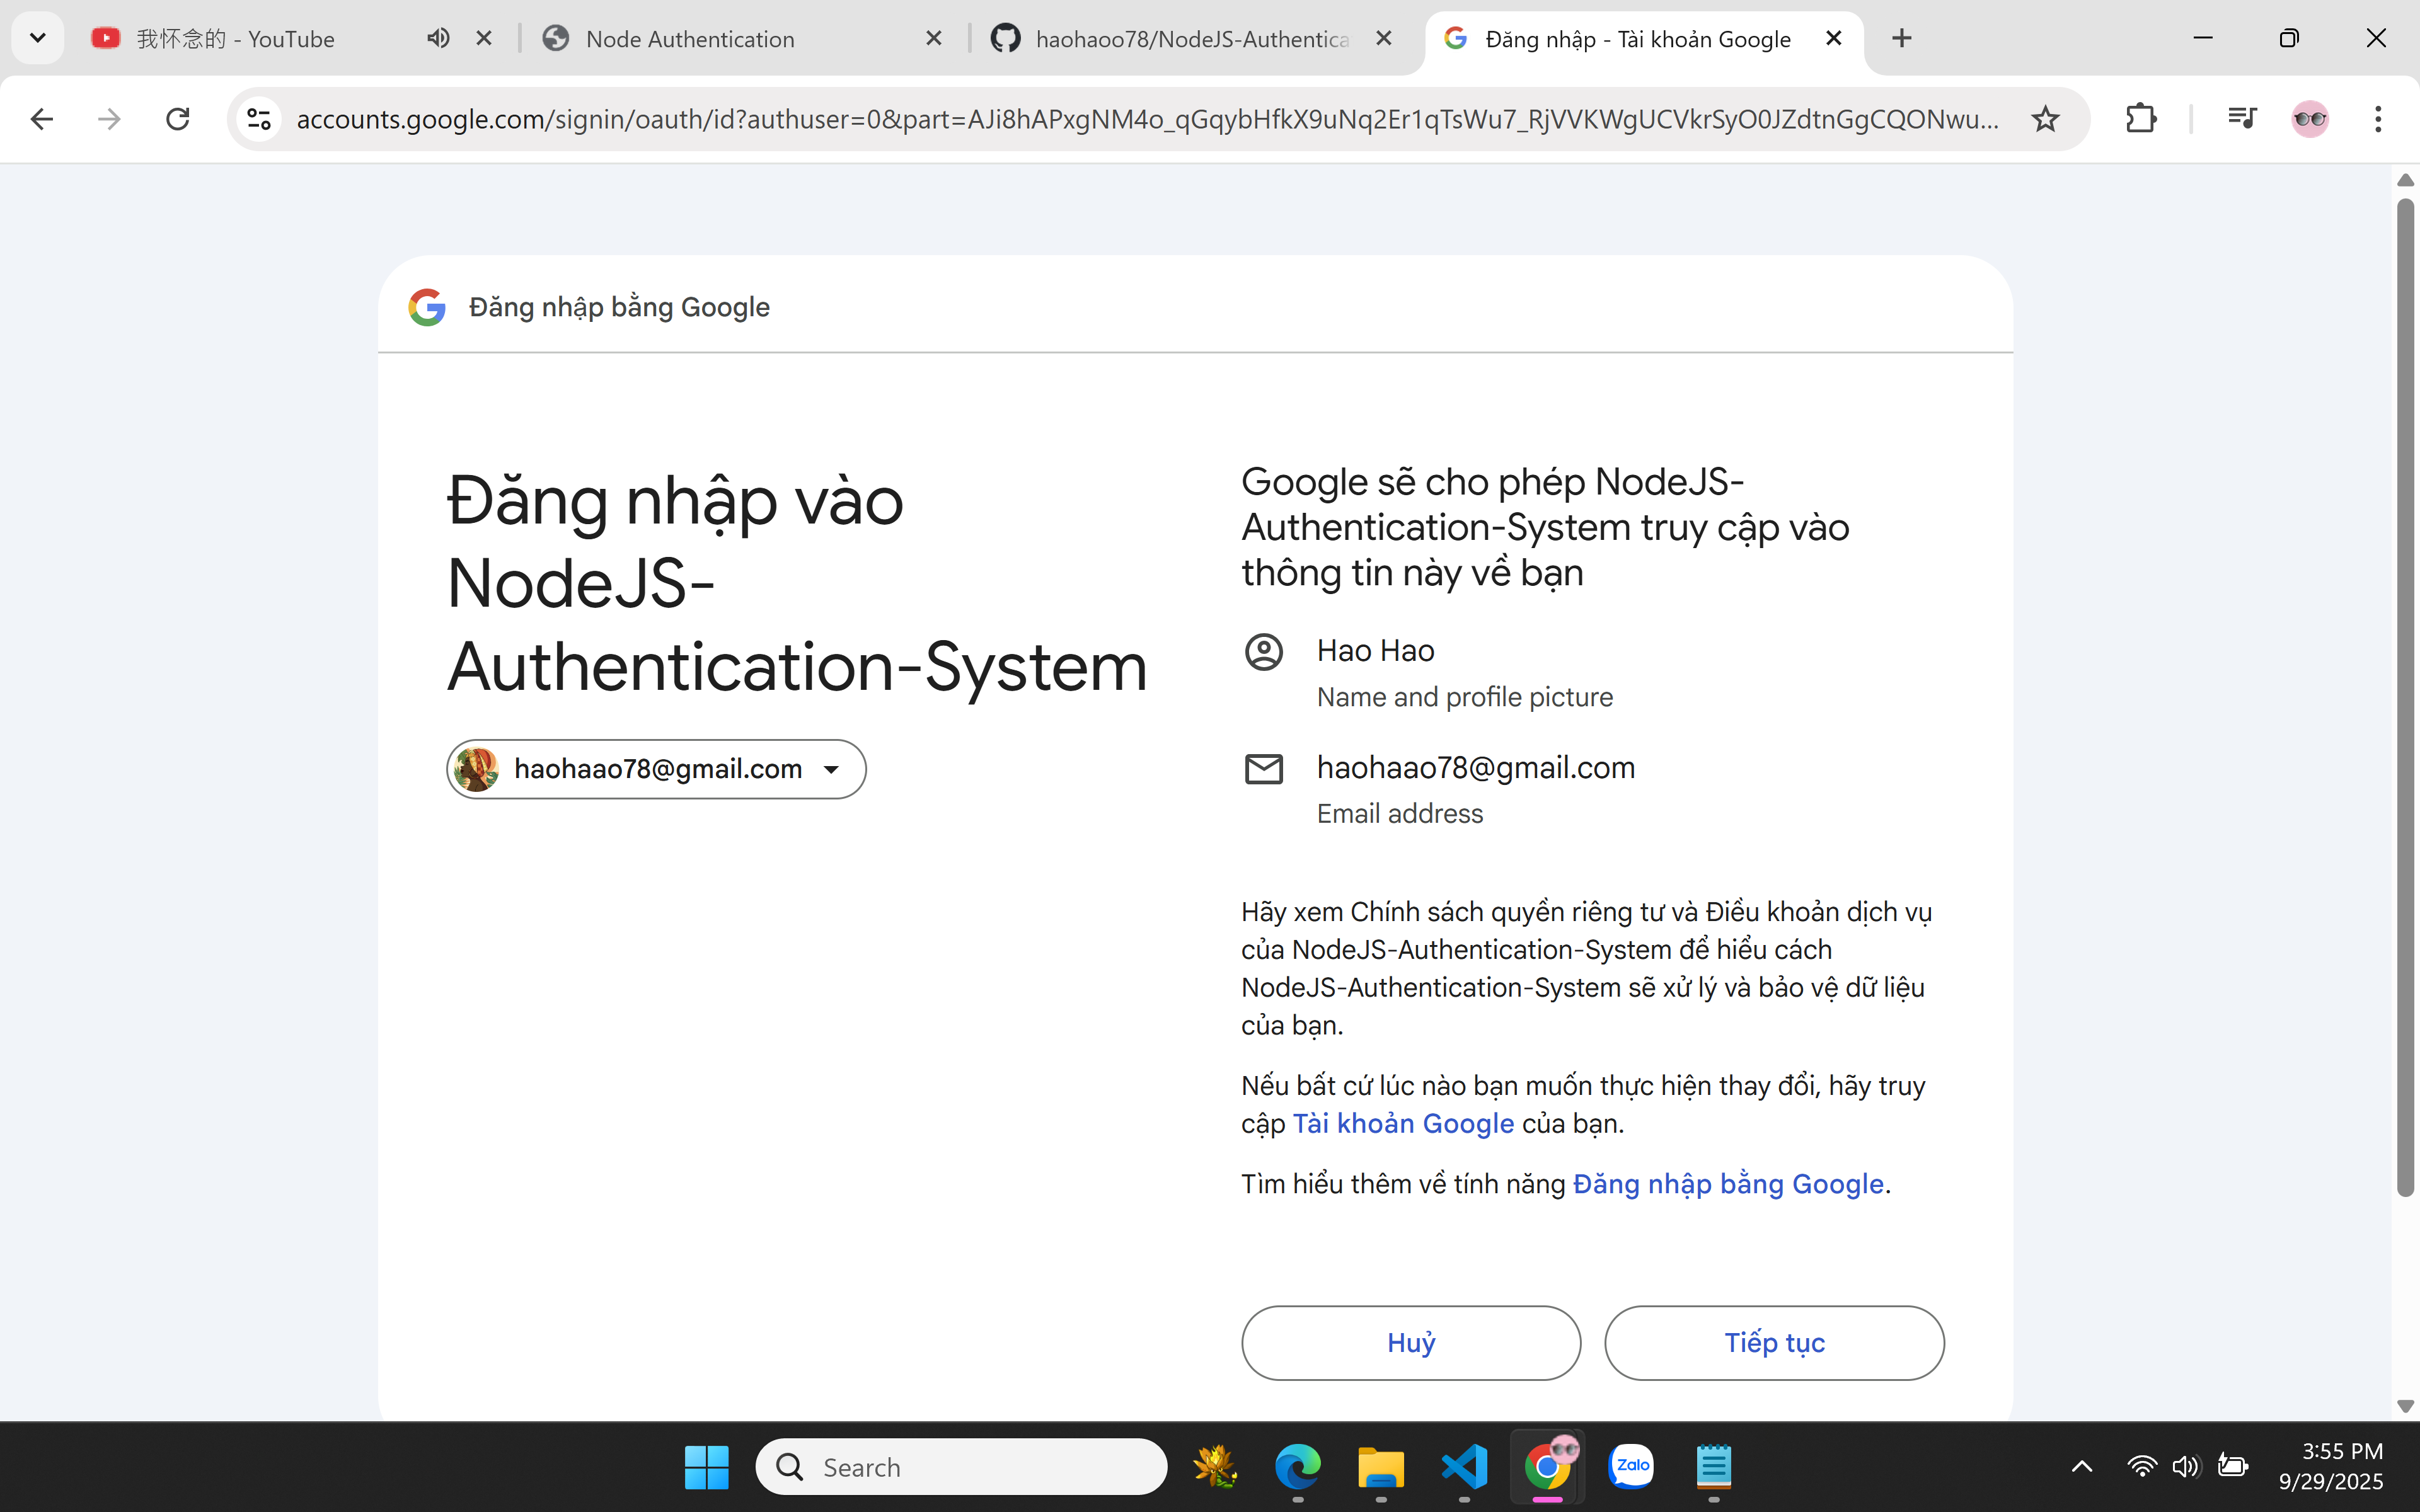 我怀念的 - YouTube
Node Authentication
haohaoo78/NodeJS-Authentica
Đăng nhập - Tài khoản Google
accounts.google.com/signin/oauth/id?authuser=0&part=AJi8hAPxgNM4o_qGqybHfkX9uNq2Er1qTsWu7_RjVVKWgUCVkrSyO0JZdtnGgCQONwu...
Đăng nhập bằng Google
Đăng nhập vào
NodeJS-
Authentication-System
haohaao78@gmail.com
Google sẽ cho phép NodeJS-
Authentication-System truy cập vào
thông tin này về bạn
Hao Hao
Name and profile picture
haohaao78@gmail.com
Email address
Hãy xem Chính sách quyền riêng tư và Điều khoản dịch vụ
của NodeJS-Authentication-System để hiểu cách
NodeJS-Authentication-System sẽ xử lý và bảo vệ dữ liệu
của bạn.
Nếu bất cứ lúc nào bạn muốn thực hiện thay đổi, hãy truy
cập Tài khoản Google của bạn.
Tìm hiểu thêm về tính năng Đăng nhập bằng Google.
Huỷ
Tiếp tục
Search
Zalo
3:55 PM
9/29/2025